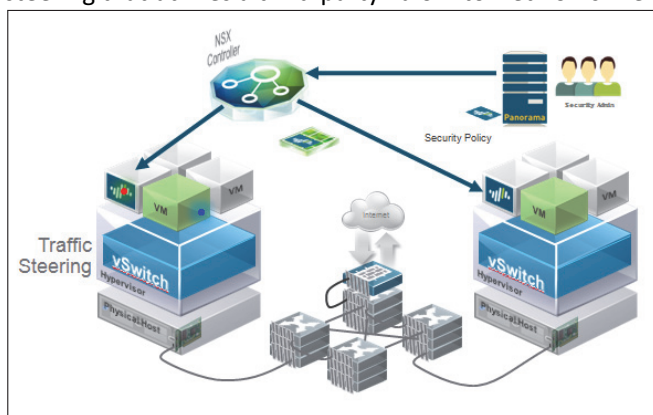 NSX
Controller
Panorama
Security Admin
Security Policy
VM
VM
VM
Traffic
Steering
vSwitch
Hypervisor
Physical Host
Internet
VM
VM
vSwitch
Hypervisor
Physical Host